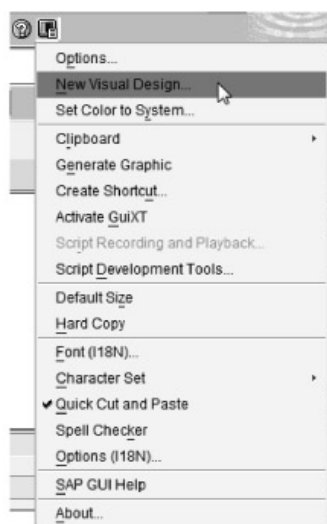 Options...
New Visual Design...
Set Color to System...
Clipboard
Generate Graphic
Create Shortcut...
Activate GuiXT
Script Recording and Playback...
Script Development Tools...
Default Size
Hard Copy
Font (I18N)...
Character Set
Quick Cut and Paste
Spell Checker
Options (I18N)...
SAP GUI Help
About...